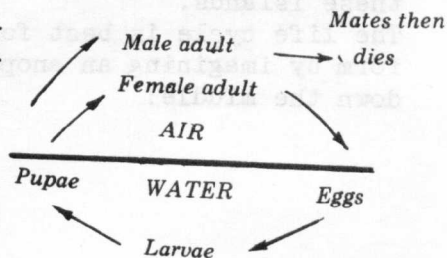 Mates then
dies
Male adult
Female adult
AIR
Pupae
WATER
Eggs
Larvae